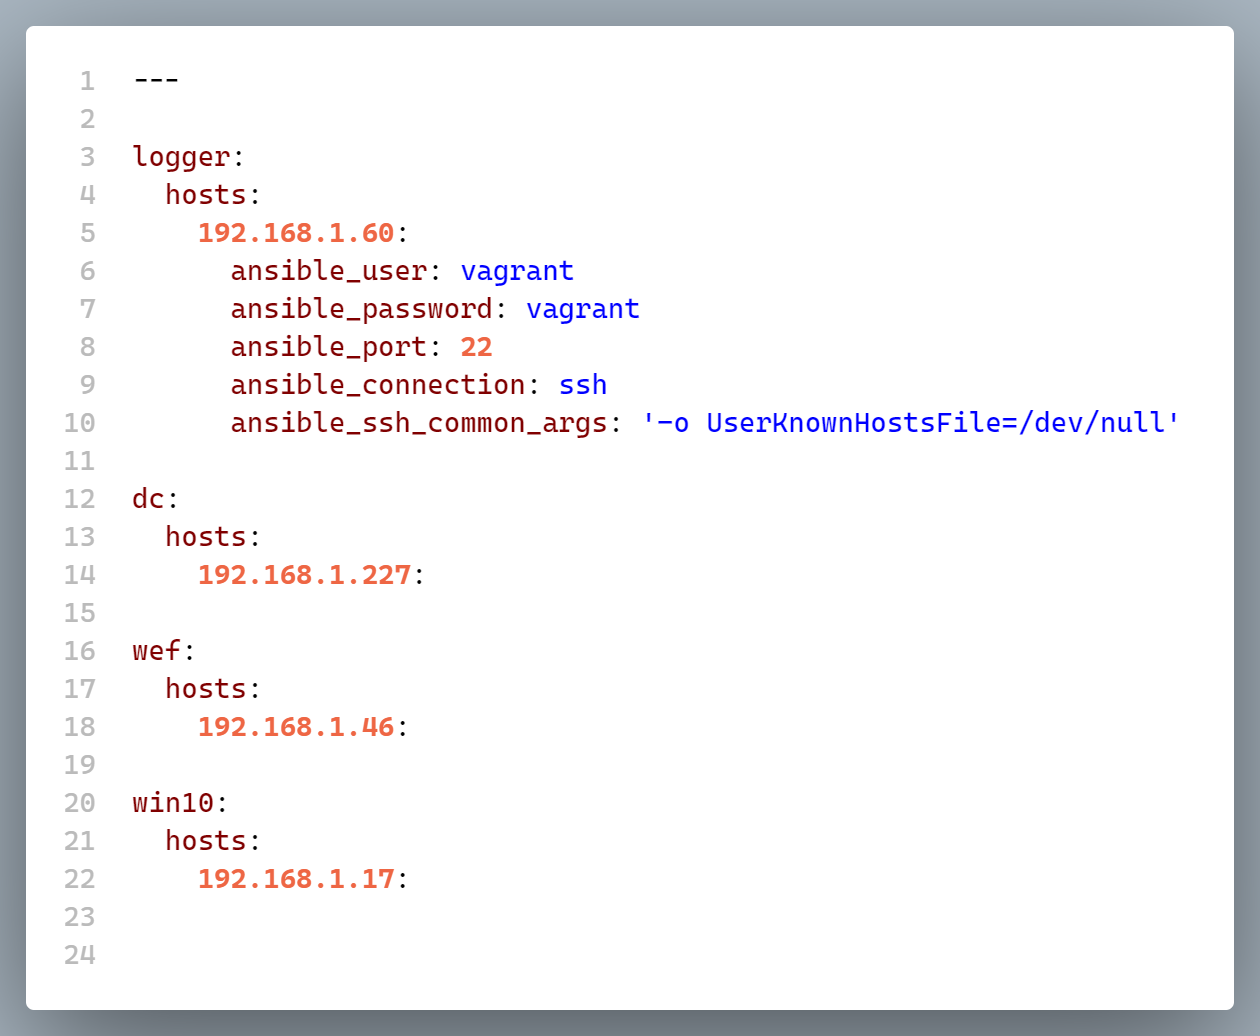 1 ---
2
3 logger:
4   hosts:
5     192.168.1.60:
6       ansible_user: vagrant
7       ansible_password: vagrant
8       ansible_port: 22
9       ansible_connection: ssh
10       ansible_ssh_common_args: '-o UserKnownHostsFile=/dev/null'
11
12 dc:
13   hosts:
14     192.168.1.227:
15
16 wef:
17   hosts:
18     192.168.1.46:
19
20 win10:
21   hosts:
22     192.168.1.17:
23
24